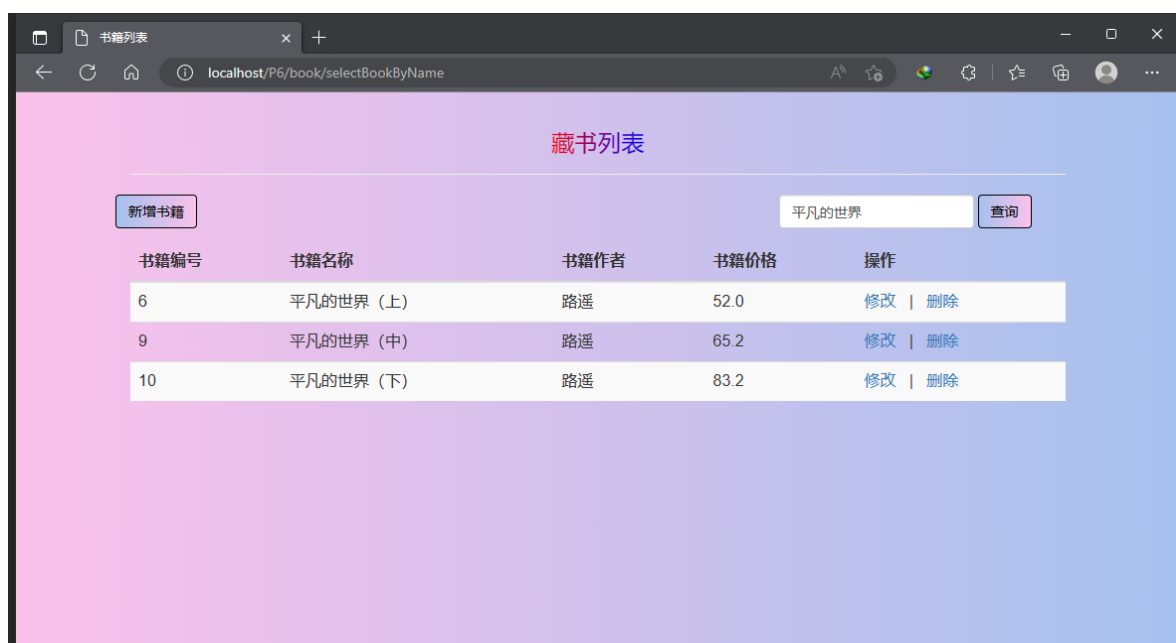 书籍列表
localhost/P6/book/selectBookByName
藏书列表
新增书籍 平凡的世界 查询
书籍编号 书籍名称 书籍作者 书籍价格 操作
6 平凡的世界（上） 路遥 52.0 修改 | 删除
9 平凡的世界（中） 路遥 65.2 修改 | 删除
10 平凡的世界（下） 路遥 83.2 修改 | 删除